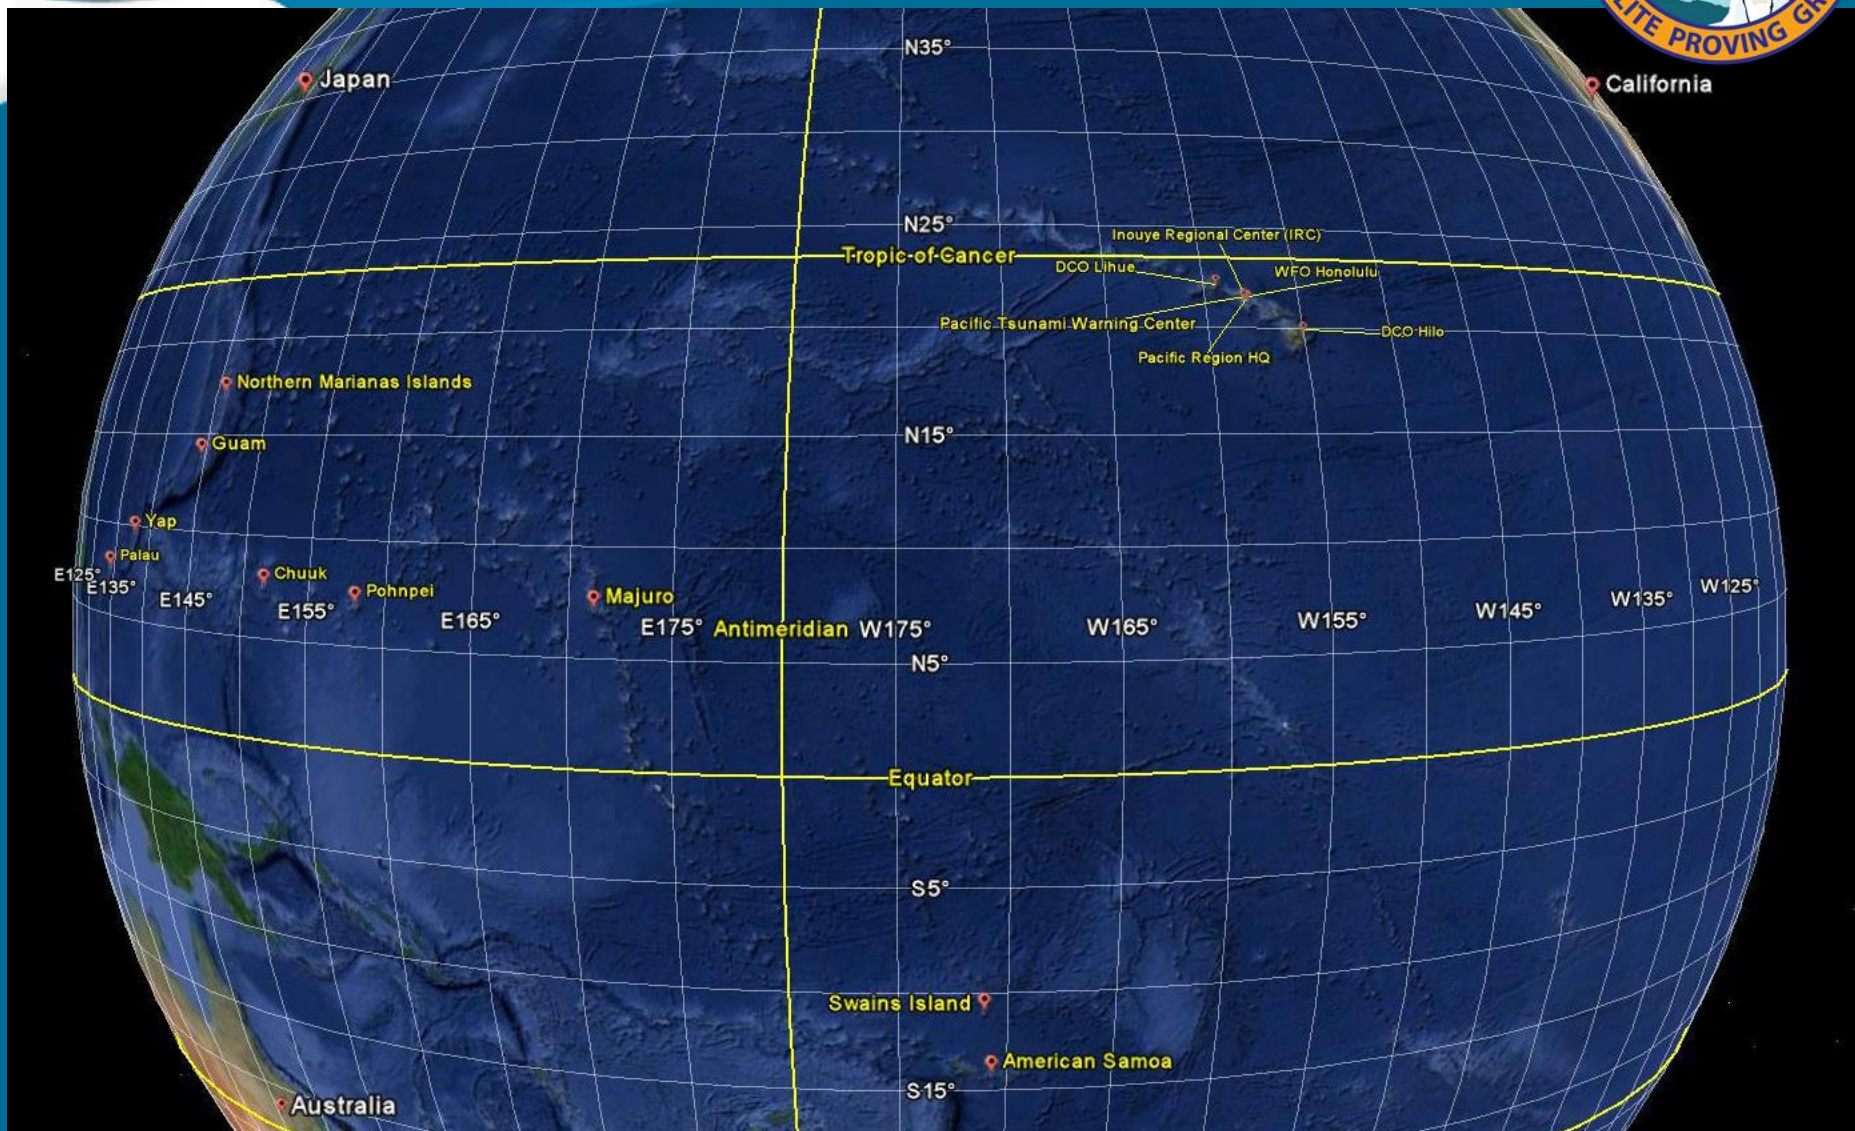 LITE PROVING GR
N35°
Japan
California
N25°
Inouye Regional Center (IRC)
Tropic of Cancer
DCO Lihue
WFO Honolulu
Pacific Tsunami Warning Center
DCO Hilo
Pacific Region HQ
Northern Marianas Islands
Guam
N15°
Yap
Palau
Chuuk
Pohnpei
Majuro
E125°
E135°
E145°
E155°
E165°
E175°
Antimeridian
W175°
W165°
W155°
W145°
W135°
W125°
N5°
Equator
S5°
Swains Island
American Samoa
S15°
Australia